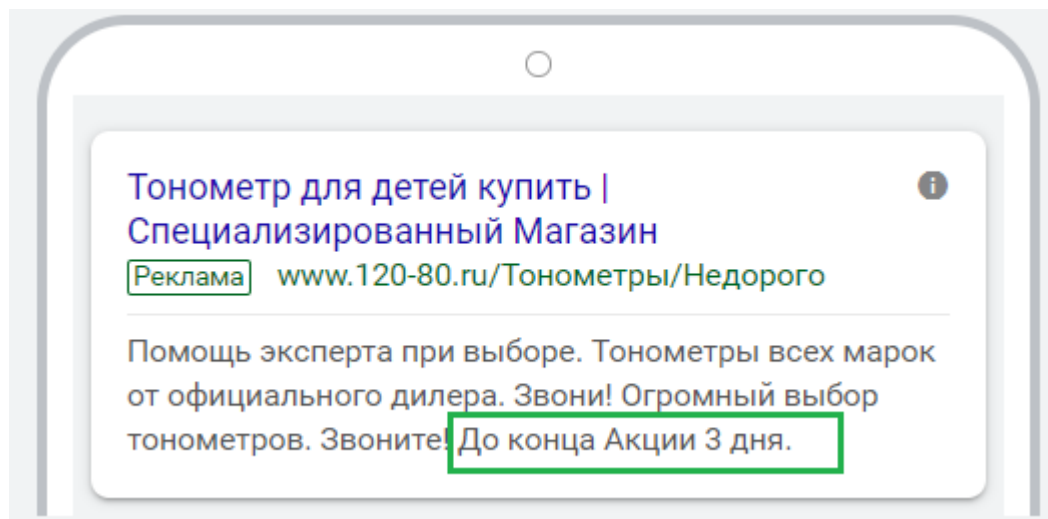 Тонометр для детей купить |
Специализированный Магазин
Реклама www.120-80.ru/Тонометры/Недорого
Помощь эксперта при выборе. Тонометры всех марок
от официального дилера. Звони! Огромный выбор
тонометров. Звоните! До конца Акции 3 дня.